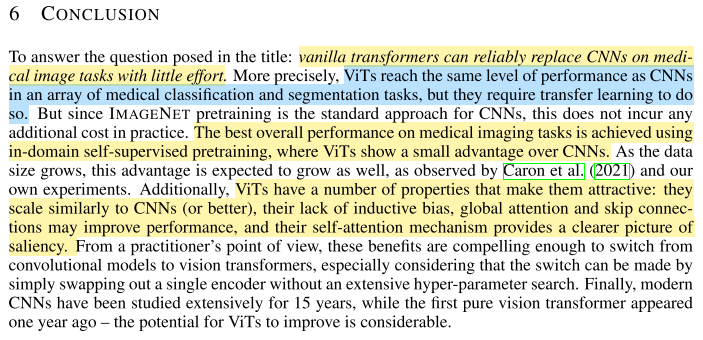 6 CONCLUSION
To answer the question posed in the title: vanilla transformers can reliably replace CNNs on medi-
cal image tasks with little effort. More precisely, ViTs reach the same level of performance as CNNs
in an array of medical classification and segmentation tasks, but they require transfer learning to do
so. But since IMAGENET pretraining is the standard approach for CNNs, this does not incur any
additional cost in practice. The best overall performance on medical imaging tasks is achieved using
in-domain self-supervised pretraining, where ViTs show a small advantage over CNNs. As the data
size grows, this advantage is expected to grow as well, as observed by Caron et al. (2021) and our
own experiments. Additionally, ViTs have a number of properties that make them attractive: they
scale similarly to CNNs (or better), their lack of inductive bias, global attention and skip connec-
tions may improve performance, and their self-attention mechanism provides a clearer picture of
saliency. From a practitioner's point of view, these benefits are compelling enough to switch from
convolutional models to vision transformers, especially considering that the switch can be made by
simply swapping out a single encoder without an extensive hyper-parameter search. Finally, modern
CNNs have been studied extensively for 15 years, while the first pure vision transformer appeared
one year ago – the potential for ViTs to improve is considerable.